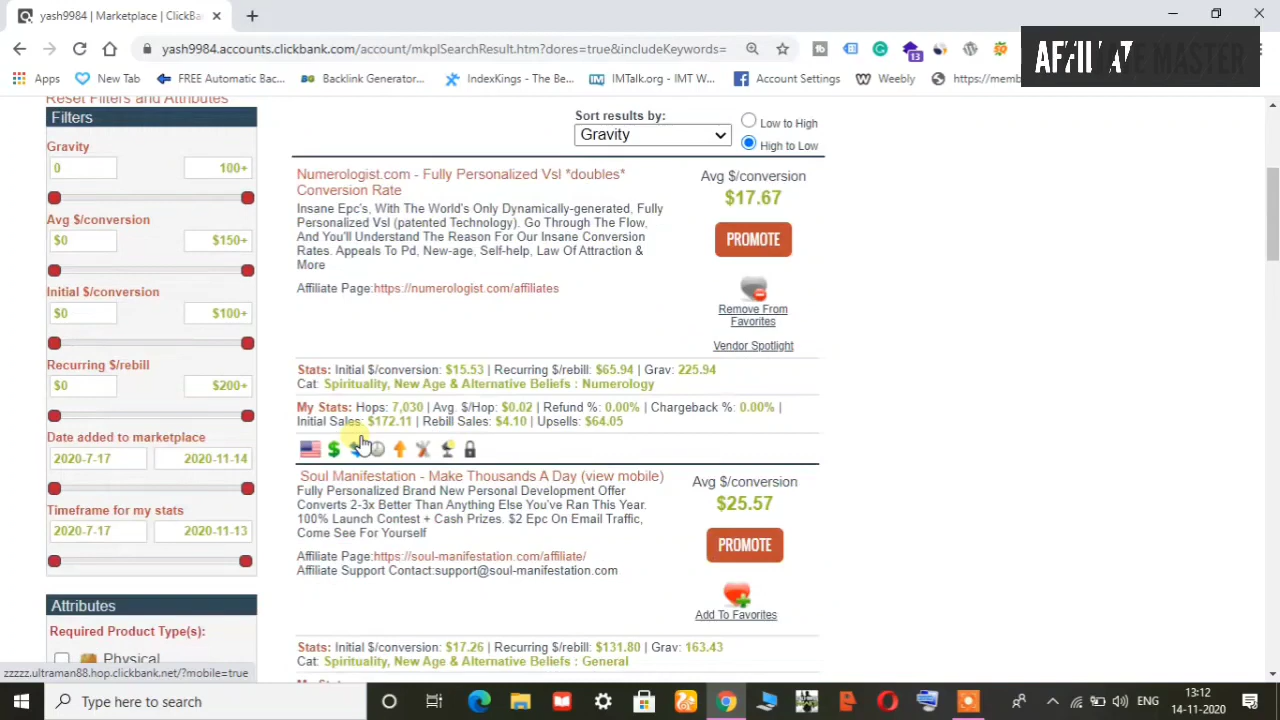 yash9984 | Marketplace | ClickBa
yash9984.accounts.clickbank.com/account/mkplSearchResult.htm?dores=true&includeKeywords=
13
AFFILIAT
MASTER
Apps
New Tab
FREE Automatic Bac...
Backlink Generator...
IndexKings - The Be...
IMTalk.org - IMT W...
Account Settings
Weebly
https://memb
Reset Filters and Attributes
Filters
Gravity
0
100+
Avg $/conversion
$0
$150+
Initial $/conversion
$0
$100+
Recurring $/rebill
$0
$200+
Date added to marketplace
2020-7-17
2020-11-14
Timeframe for my stats
2020-7-17
2020-11-13
Attributes
Required Product Type(s):
Physical
Sort results by:
Gravity
Low to High
High to Low
Numerologist.com - Fully Personalized Vsl *doubles*
Conversion Rate
Insane Epc's, With The World's Only Dynamically-generated, Fully
Personalized Vsl (patented Technology). Go Through The Flow,
And You'll Understand The Reason For Our Insane Conversion
Rates. Appeals To Pd, New-age, Self-help, Law Of Attraction &
More
Affiliate Page:https://numerologist.com/affiliates
Avg $/conversion
$17.67
PROMOTE
Remove From
Favorites
Vendor Spotlight
Stats: Initial $/conversion: $15.53 | Recurring $/rebill: $65.94 | Grav: 225.94
Cat: Spirituality, New Age & Alternative Beliefs : Numerology
My Stats: Hops: 7,030 | Avg. $/Hop: $0.02 | Refund %: 0.00% | Chargeback %: 0.00% |
Initial Sales: $172.11 | Rebill Sales: $4.10 | Upsells: $64.05
Soul Manifestation - Make Thousands A Day (view mobile)
Fully Personalized Brand New Personal Development Offer
Converts 2-3x Better Than Anything Else You've Ran This Year.
100% Launch Contest + Cash Prizes. $2 Epc On Email Traffic,
Come See For Yourself
Affiliate Page:https://soul-manifestation.com/affiliate/
Affiliate Support Contact:support@soul-manifestation.com
Avg $/conversion
$25.57
PROMOTE
Add To Favorites
Stats: Initial $/conversion: $17.26 | Recurring $/rebill: $131.80 | Grav: 163.43
Cat: Spirituality, New Age & Alternative Beliefs : General
zzzzz.ultraman88.hop.clickbank.net/?mobile=true
Type here to search
ENG
13:12
14-11-2020